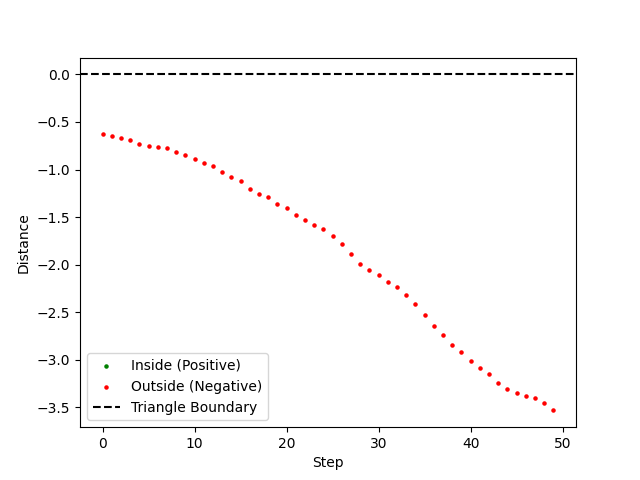 0.0
−0.5
−1.0
−1.5
−2.0
−2.5
−3.0
−3.5
Distance
Inside (Positive)
Outside (Negative)
Triangle Boundary
0 10 20 30 40 50
Step